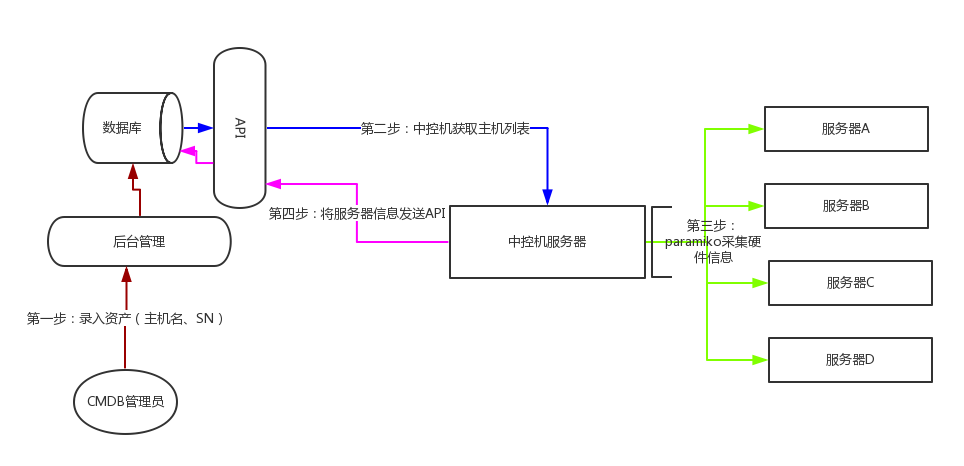 数据库
API
第二步：中控机获取主机列表
服务器A
服务器B
第四步：将服务器信息发送API
后台管理
中控机服务器
第三步：
paramiko采集硬
件信息
服务器C
第一步：录入资产（主机名、SN）
服务器D
CMDB管理员